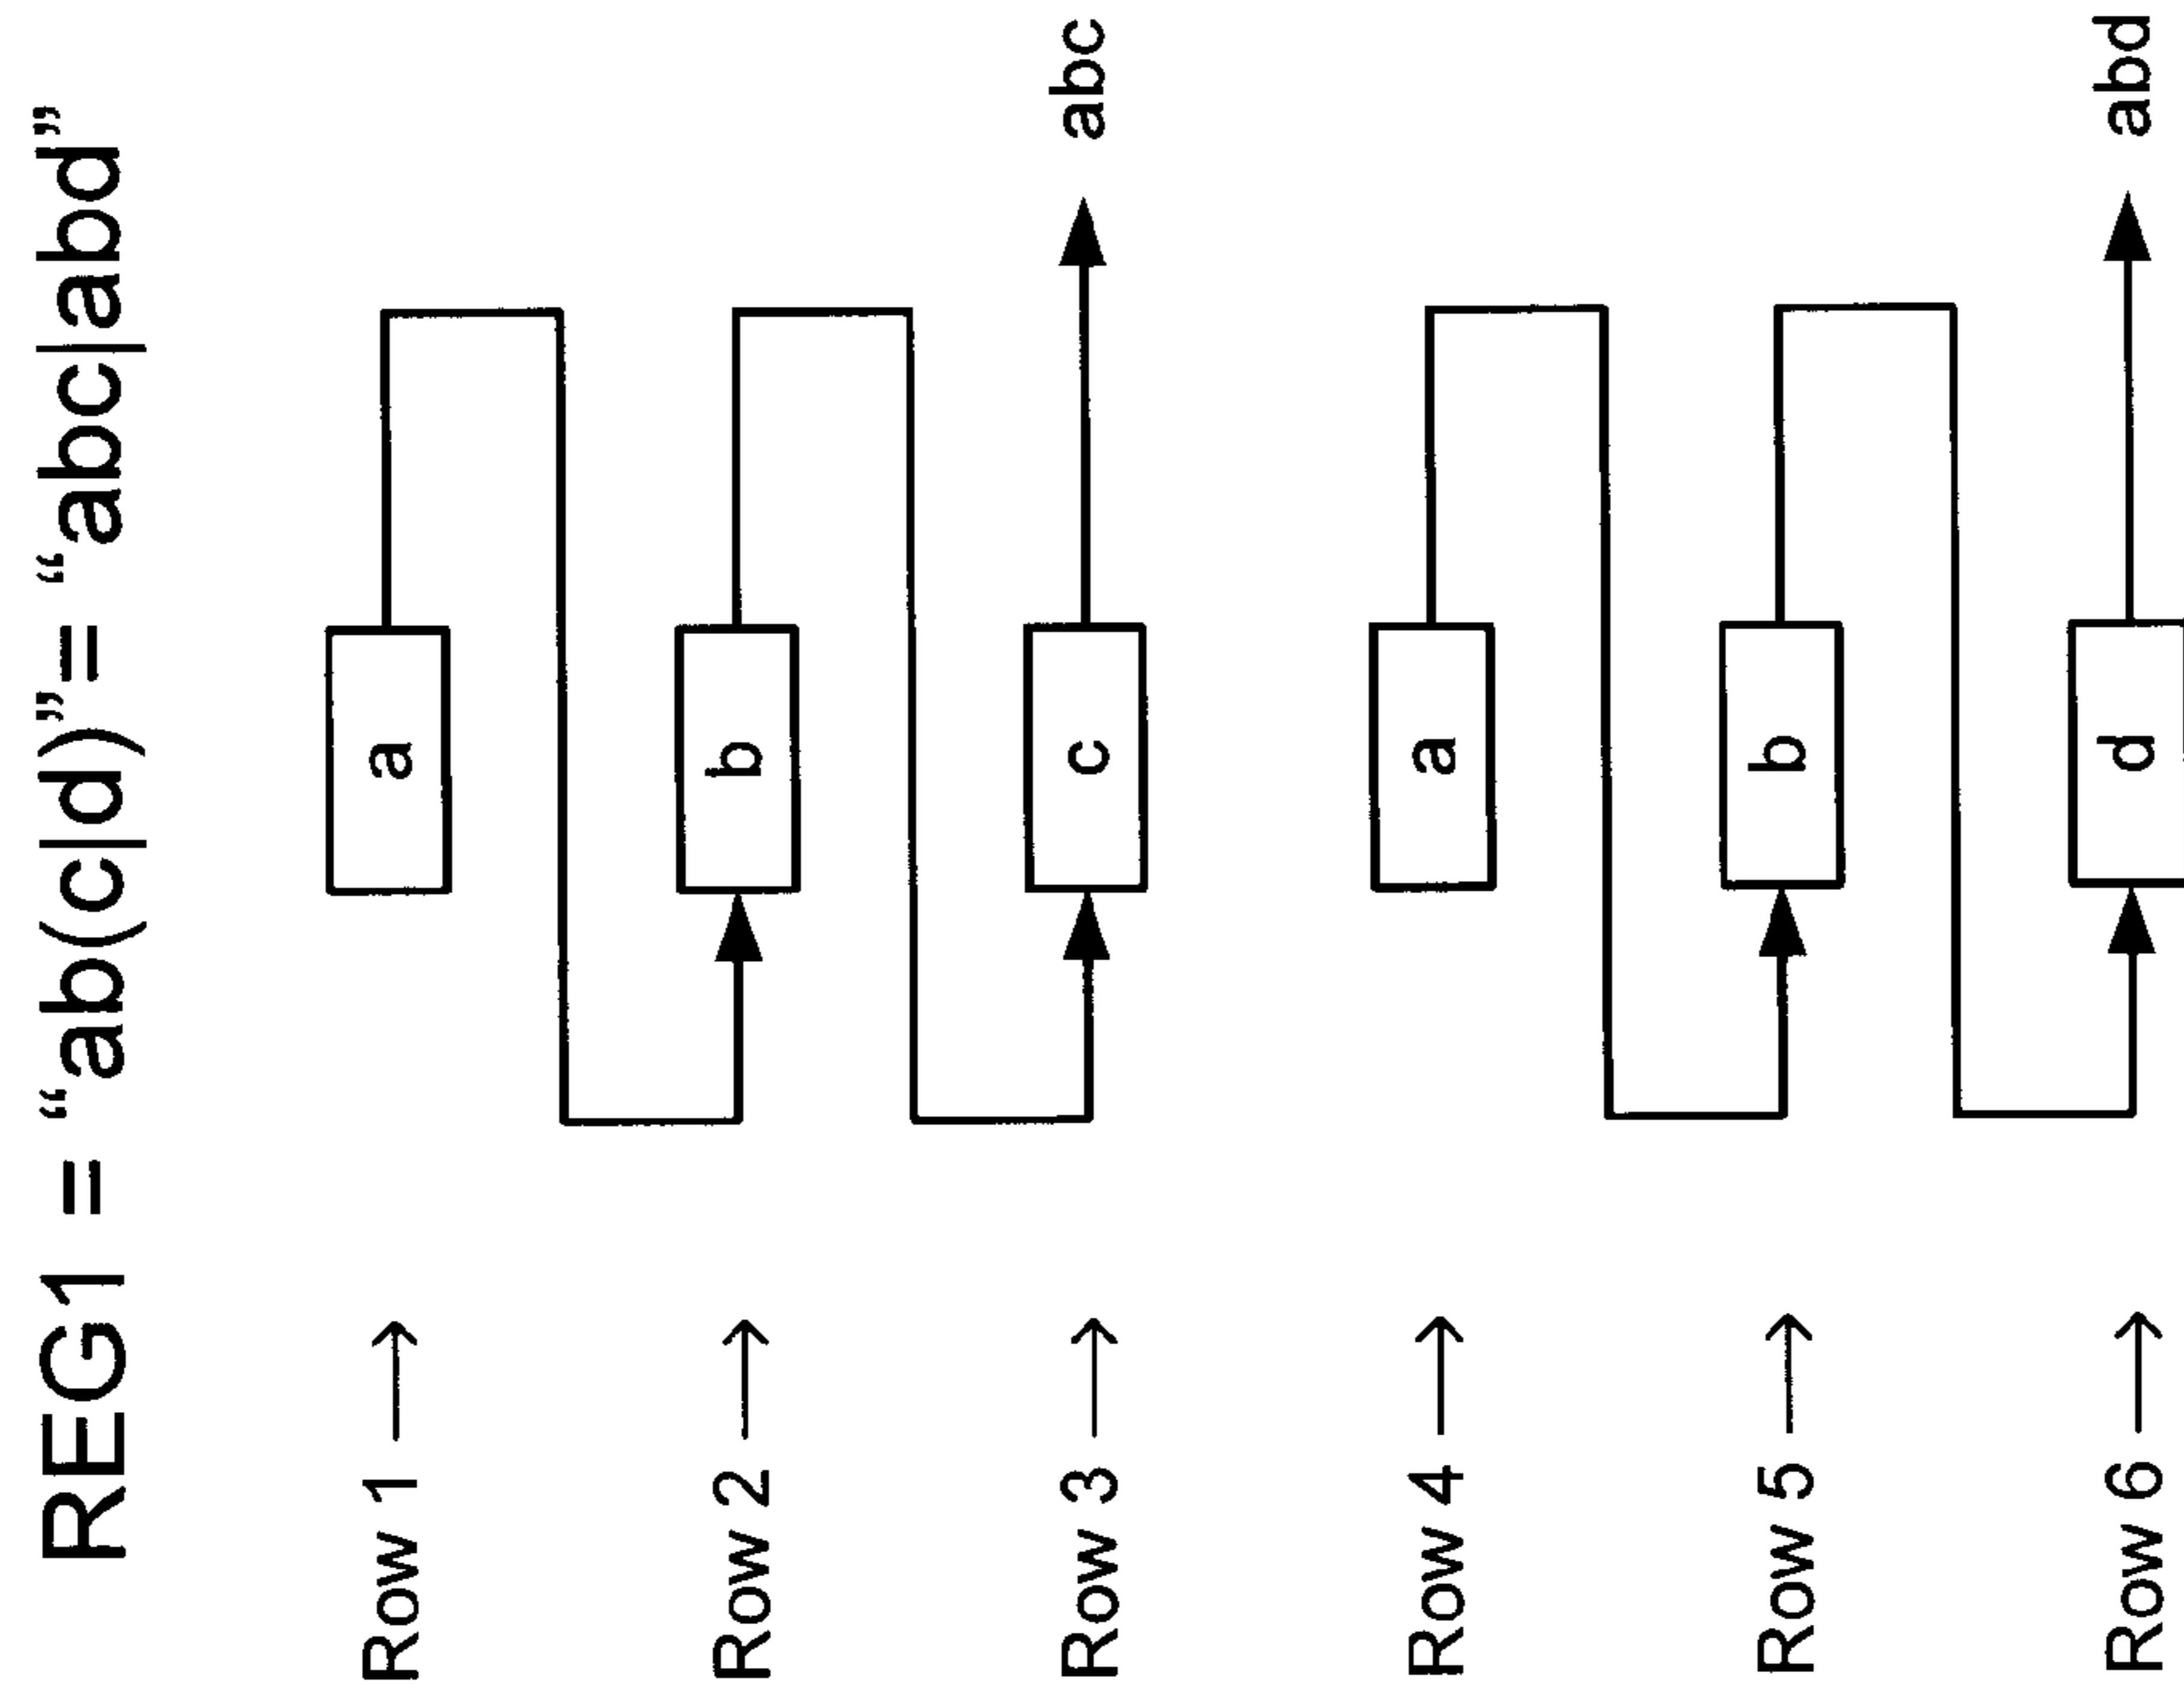 REG1 = “ab(c|d)”= “abc|abd”
Row 1 → a
Row 2 → b
Row 3 → c abc
Row 4 → a
Row 5 → b
Row 6 → d abd